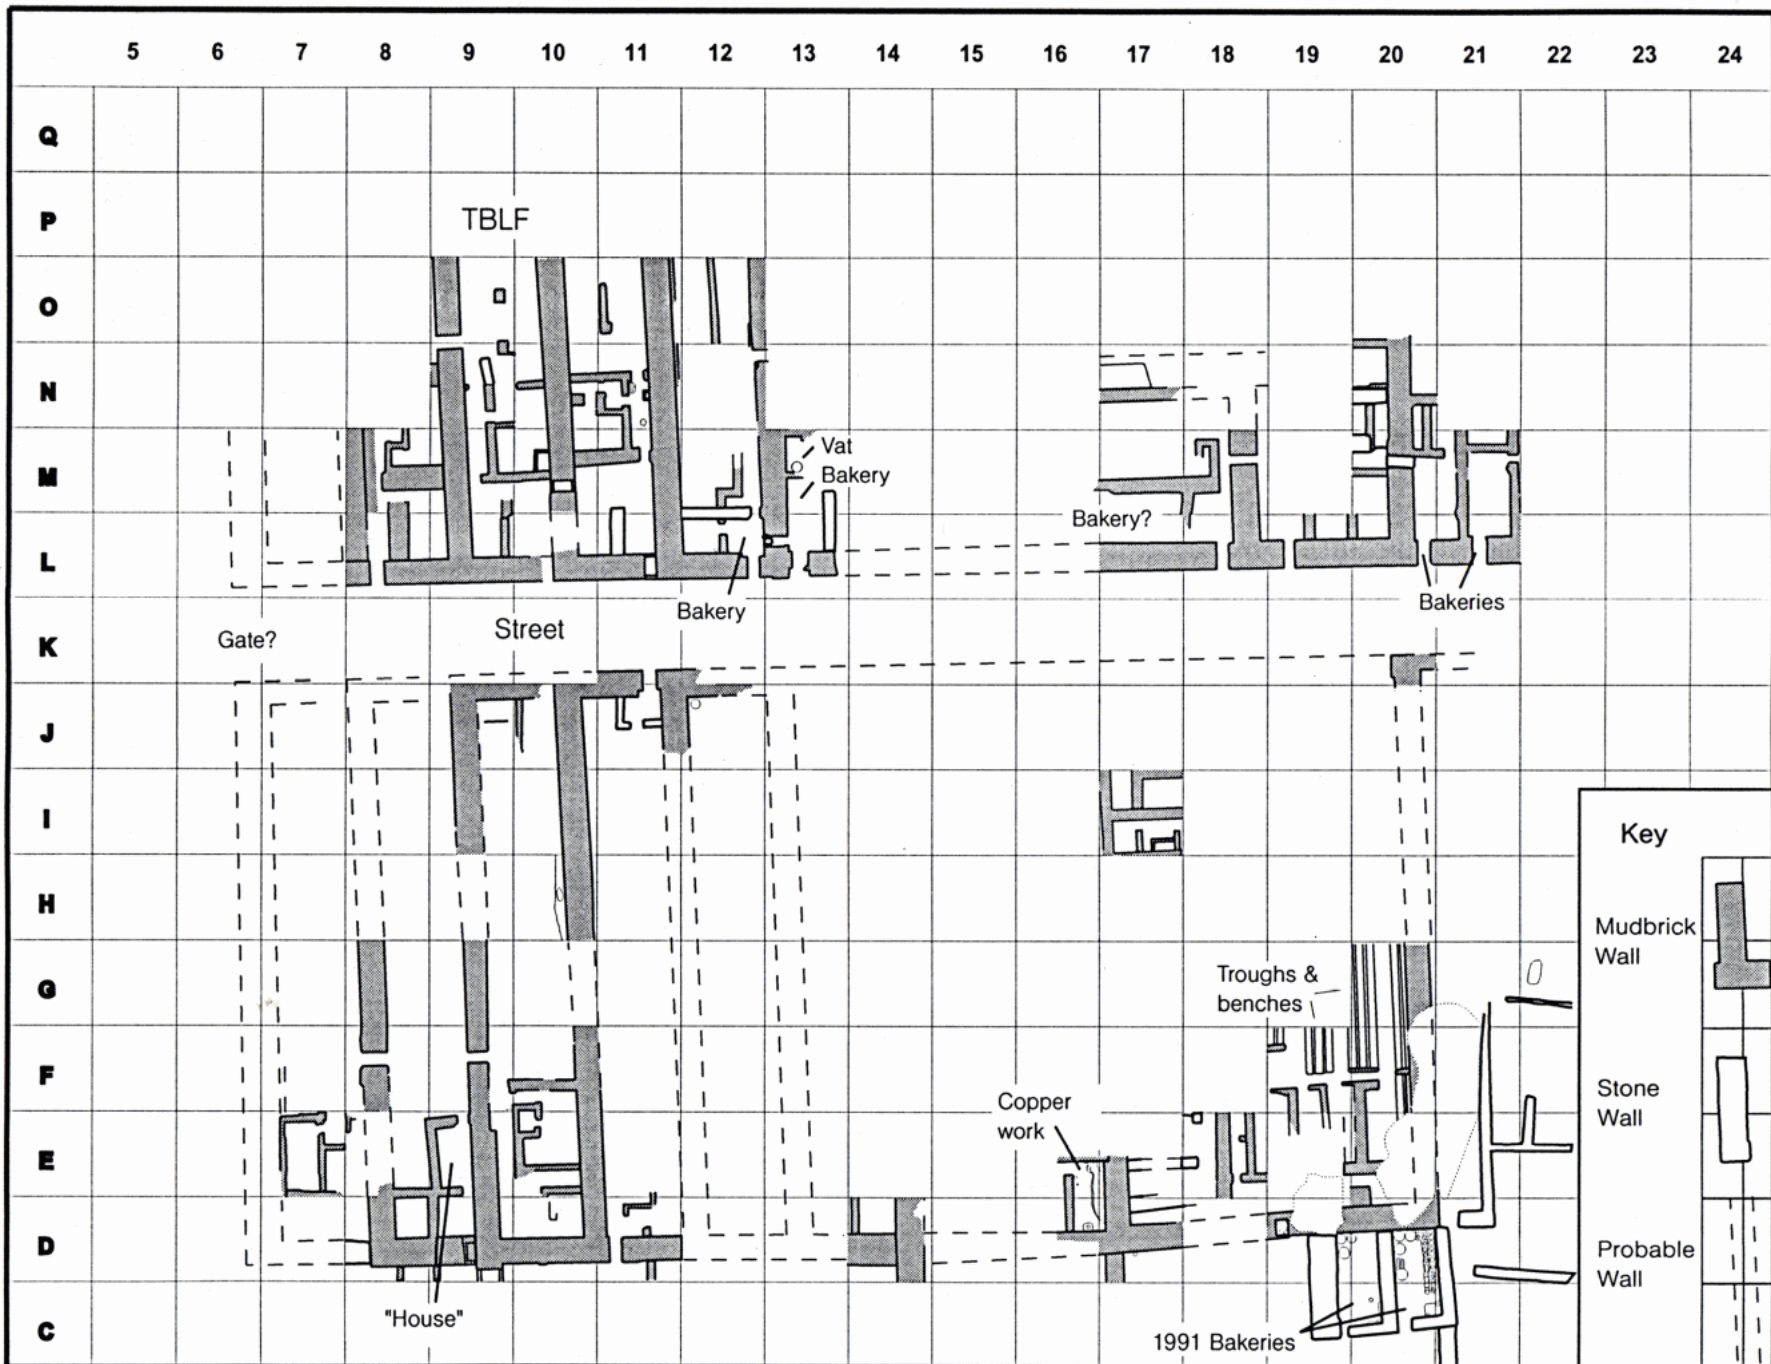 5 6 7 8 9 10 11 12 13 14 15 16 17 18 19 20 21 22 23 24
Q
P
TBLF
O
N
M
Vat
Bakery
Bakery?
L
Bakery
Bakeries
K
Gate?
Street
J
I
Key
H
Mudbrick
Wall
G
Troughs &
benches
F
Copper
work
Stone
Wall
E
D
Probable
Wall
"House"
C
1991 Bakeries